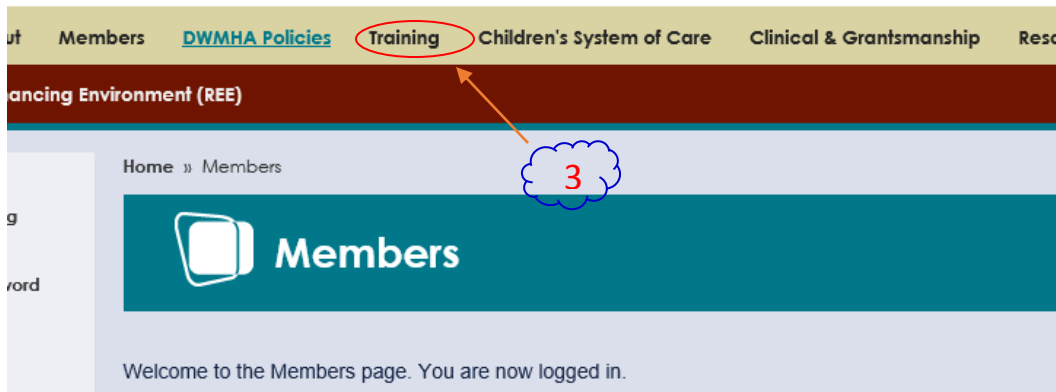 Members DWMHA Policies Training Children's System of Care Clinical & Grantsmanship
Environment (REE)
3
Home » Members
Members
Welcome to the Members page. You are now logged in.